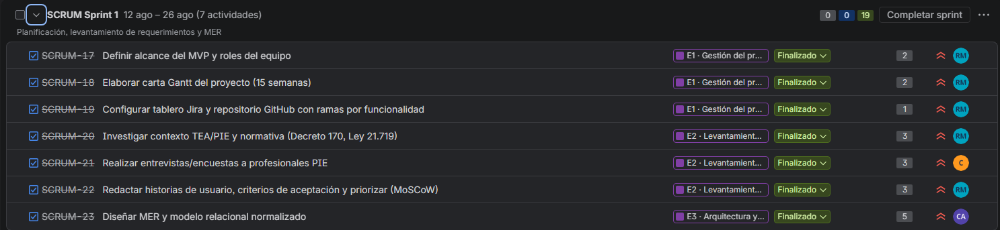 SCRUM Sprint 1 12 ago – 26 ago (7 actividades) 0 0 19 Completar sprint
Planificación, levantamiento de requerimientos y MER
SCRUM-17 Definir alcance del MVP y roles del equipo E1 · Gestión del pr... Finalizado 2 RM
SCRUM-18 Elaborar carta Gantt del proyecto (15 semanas) E1 · Gestión del pr... Finalizado 2 RM
SCRUM-19 Configurar tablero Jira y repositorio GitHub con ramas por funcionalidad E1 · Gestión del pr... Finalizado 1 RM
SCRUM-20 Investigar contexto TEA/PIE y normativa (Decreto 170, Ley 21.719) E2 · Levantamient... Finalizado 3 RM
SCRUM-21 Realizar entrevistas/encuestas a profesionales PIE E2 · Levantamient... Finalizado 3 C
SCRUM-22 Redactar historias de usuario, criterios de aceptación y priorizar (MoSCoW) E2 · Levantamient... Finalizado 3 RM
SCRUM-23 Diseñar MER y modelo relacional normalizado E3 · Arquitectura y... Finalizado 5 CA